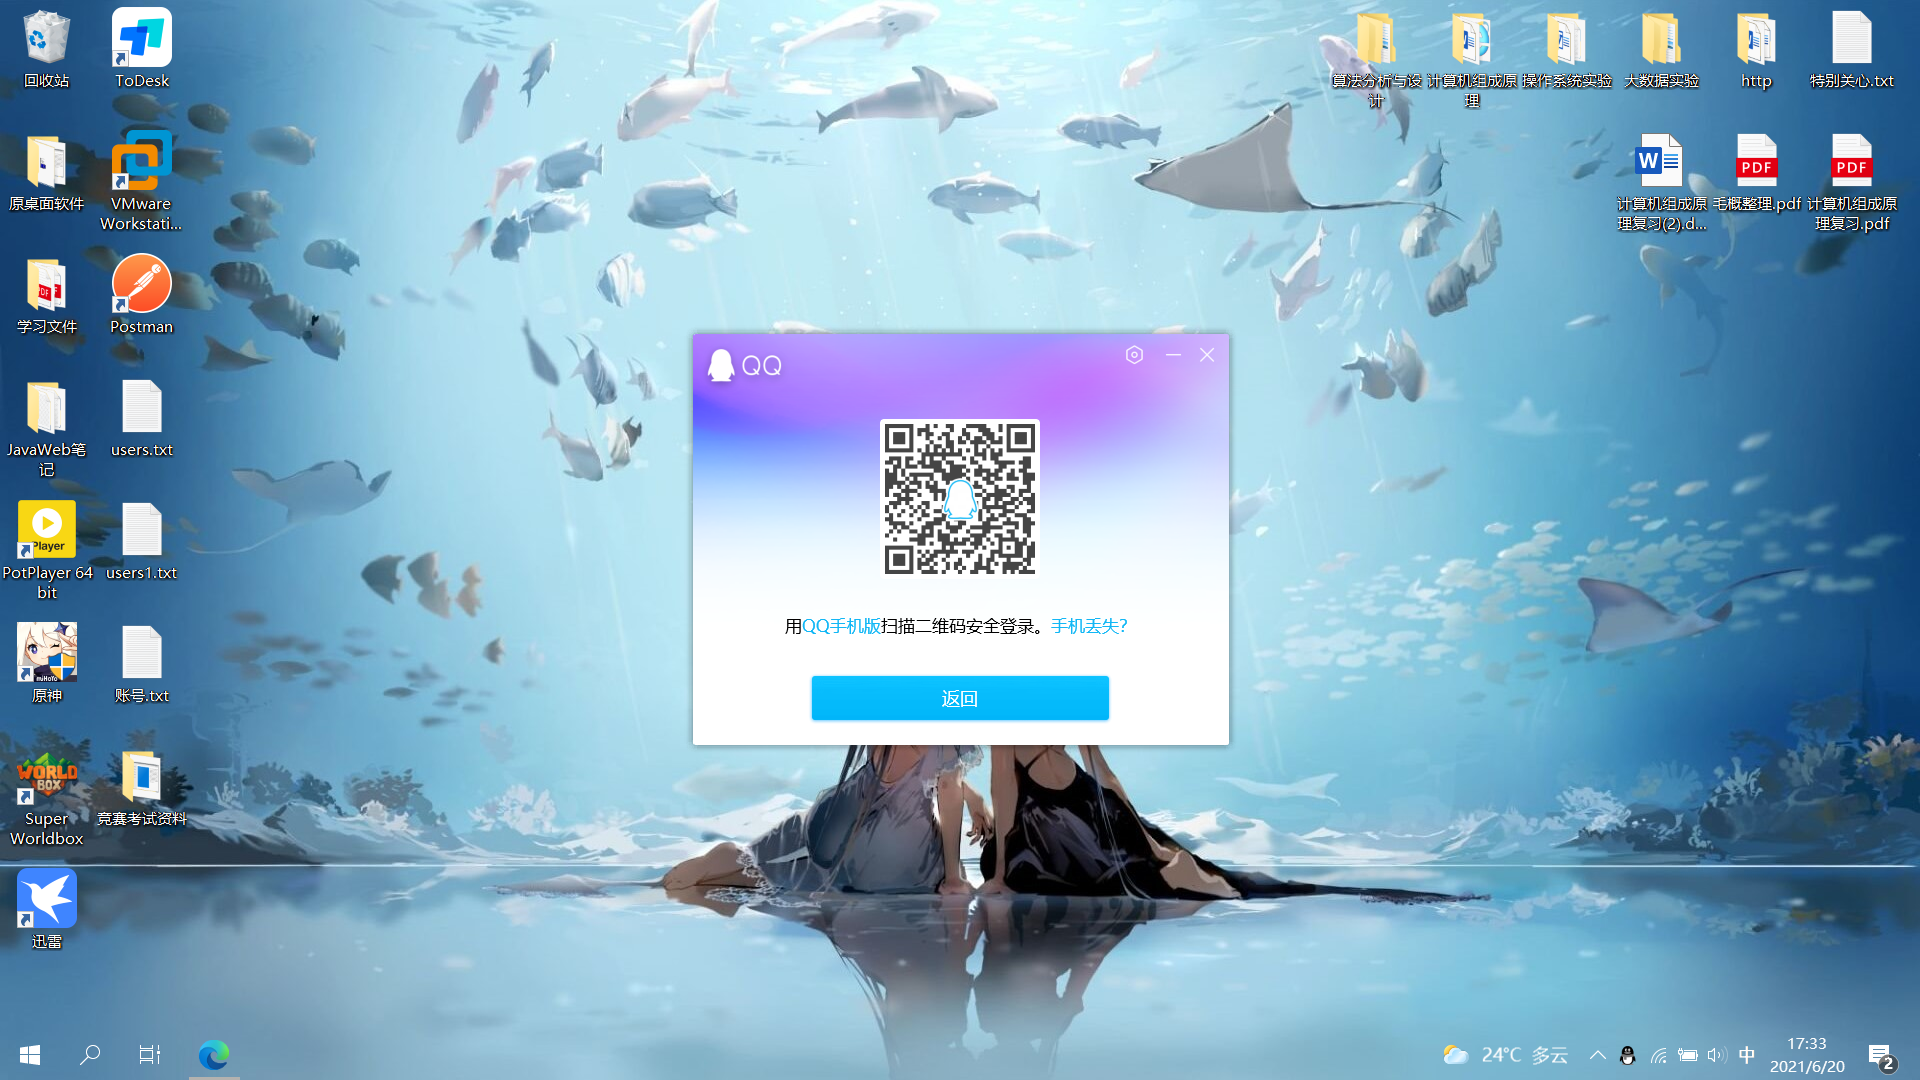 回收站
ToDesk
原桌面软件
VMware
Workstati...
学习文件
Postman
JavaWeb笔
记
users.txt
Player
PotPlayer 64
bit
users1.txt
miHoYo
原神
账号.txt
WORLD
BOX
Super
Worldbox
竞赛考试资料
迅雷
算法分析与设
计
计算机组成原
理
操作系统实验
大数据实验
http
特别关心.txt
W
计算机组成原
理复习(2).d...
PDF
毛概整理.pdf
PDF
计算机组成原
理复习.pdf
QQ
用QQ手机版扫描二维码安全登录。手机丢失?
返回
24°C 多云
中
17:33
2021/6/20
2